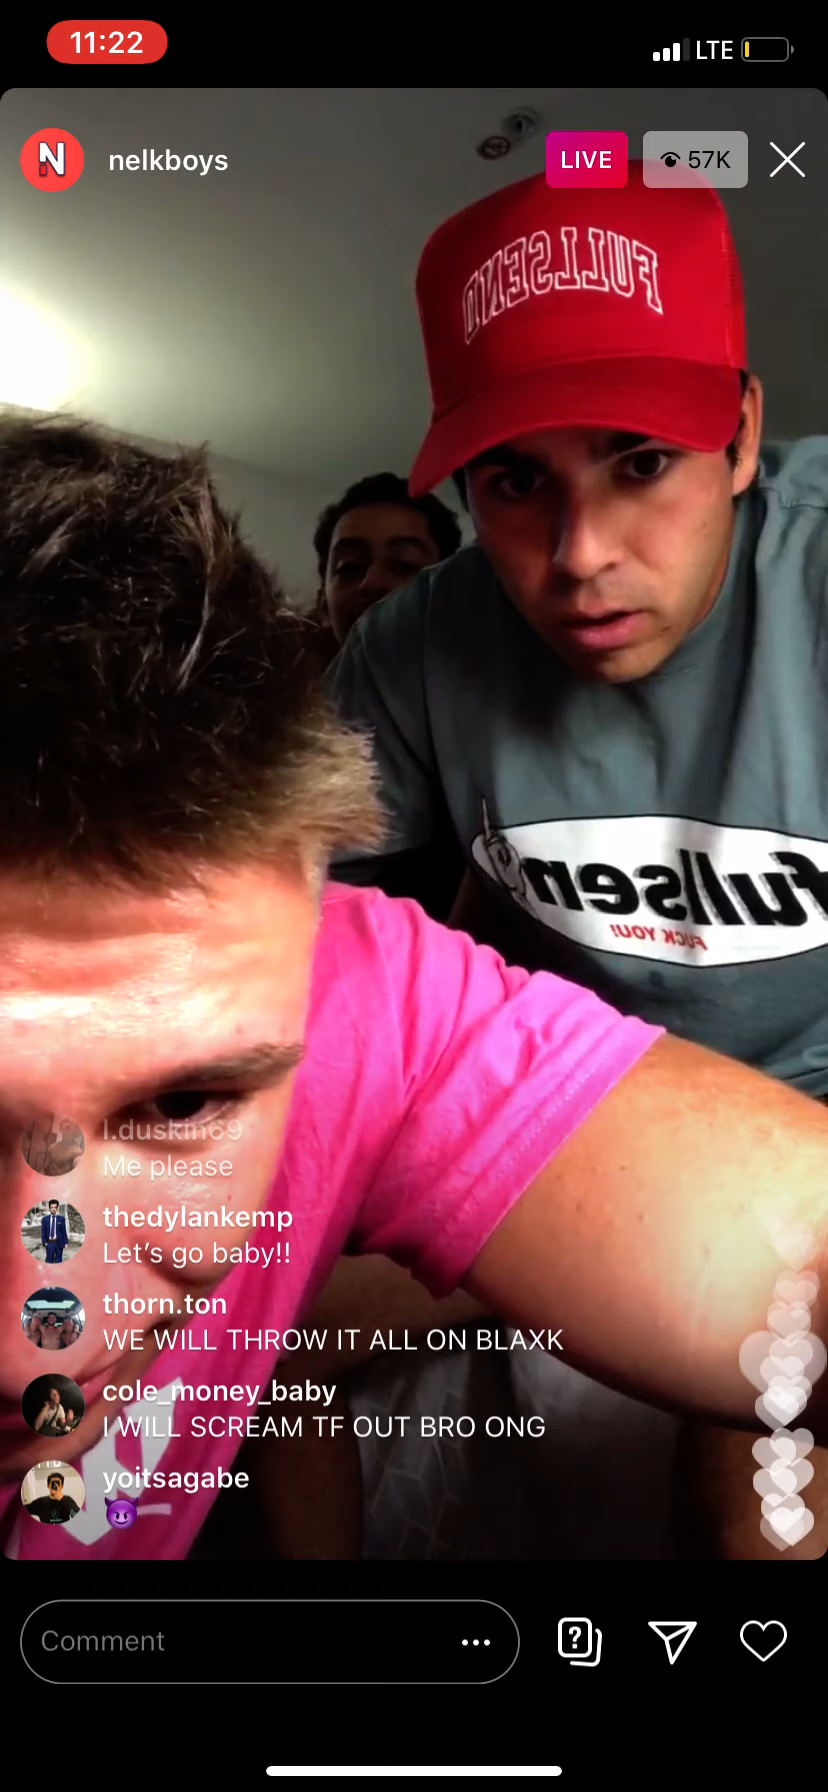 11:22
LTE
N
nelkboys
LIVE
57K
FULLSEND
fullsen
FUCK YOU!
l.duskin69
Me please
thedylankemp
Let’s go baby!!
thorn.ton
WE WILL THROW IT ALL ON BLAXK
cole_money_baby
I WILL SCREAM TF OUT BRO ONG
yoitsagabe
😈
Comment